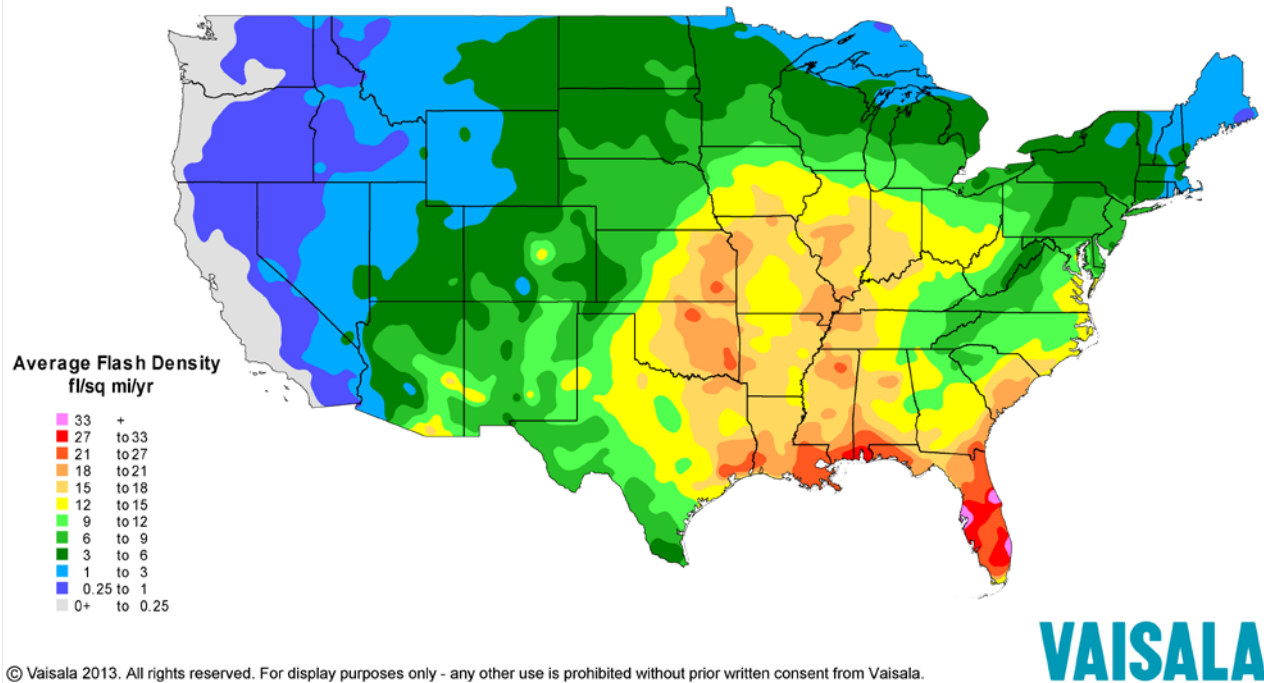 Average Flash Density
fl/sq mi/yr
33 +
27 to 33
21 to 27
18 to 21
15 to 18
12 to 15
9 to 12
6 to 9
3 to 6
1 to 3
0.25 to 1
0+ to 0.25
VAISALA
© Vaisala 2013. All rights reserved. For display purposes only - any other use is prohibited without prior written consent from Vaisala.